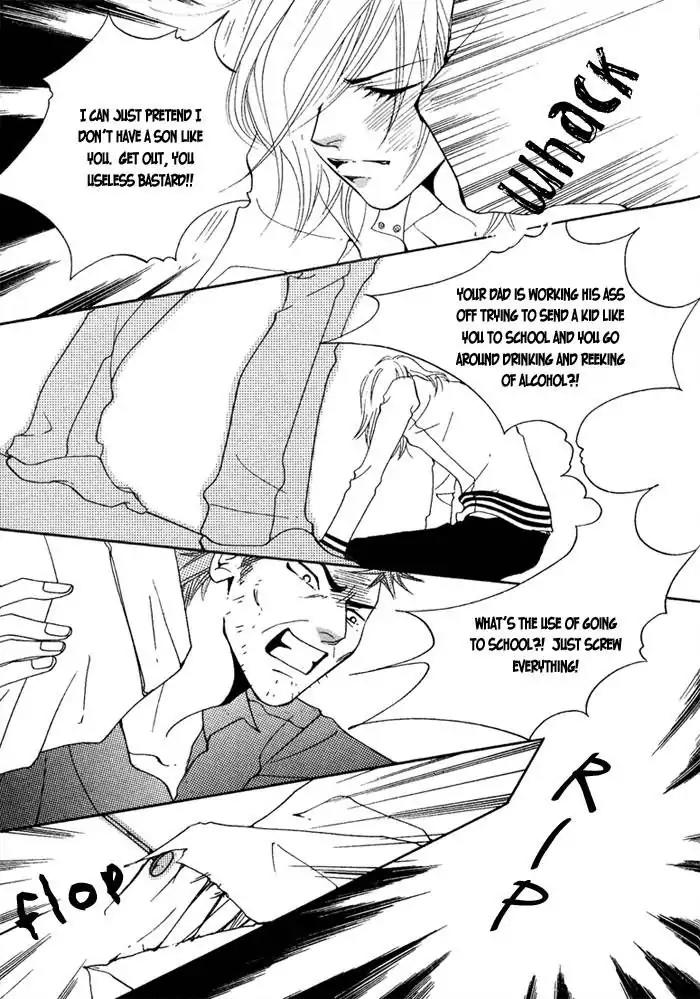 I CAN JUST PRETEND I
DON'T HAVE A SON LIKE
YOU. GET OUT, YOU
USELESS BASTARD!!
WHACK
YOUR DAD IS WORKING HIS ASS
OFF TRYING TO SEND A KID LIKE
YOU TO SCHOOL AND YOU GO
AROUND DRINKING AND REEKING
OF ALCOHOL?!
WHAT'S THE USE OF GOING
TO SCHOOL?! JUST SCREW
EVERYTHING!
RIP
flop